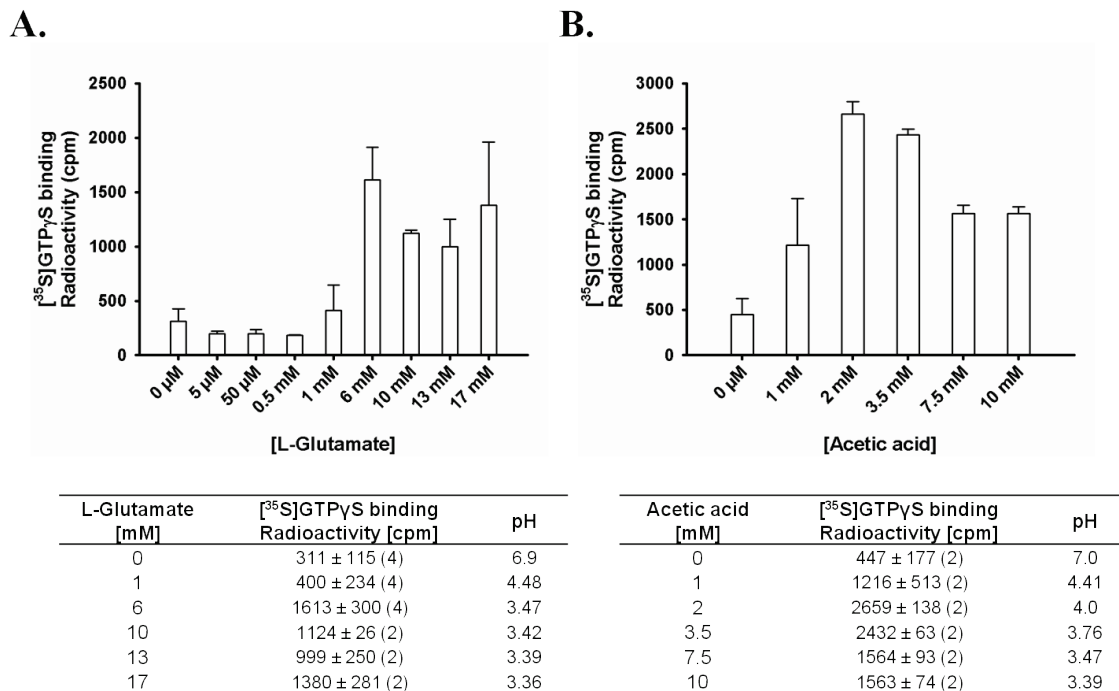 A.
[35S]GTPγS binding
Radioactivity (cpm)
2500
2000
1500
1000
500
0
0 µM
5 µM
50 µM
0.5 mM
1 mM
6 mM
10 mM
13 mM
17 mM
[L-Glutamate]
B.
[35S]GTPγS binding
Radioactivity (cpm)
3000
2500
2000
1500
1000
500
0
0 µM
1 mM
2 mM
3.5 mM
7.5 mM
10 mM
[Acetic acid]
L-Glutamate [mM] [35S]GTPγS binding Radioactivity [cpm] pH
0 311 ± 115 (4) 6.9
1 400 ± 234 (4) 4.48
6 1613 ± 300 (4) 3.47
10 1124 ± 26 (2) 3.42
13 999 ± 250 (2) 3.39
17 1380 ± 281 (2) 3.36
Acetic acid [mM] [35S]GTPγS binding Radioactivity [cpm] pH
0 447 ± 177 (2) 7.0
1 1216 ± 513 (2) 4.41
2 2659 ± 138 (2) 4.0
3.5 2432 ± 63 (2) 3.76
7.5 1564 ± 93 (2) 3.47
10 1563 ± 74 (2) 3.39